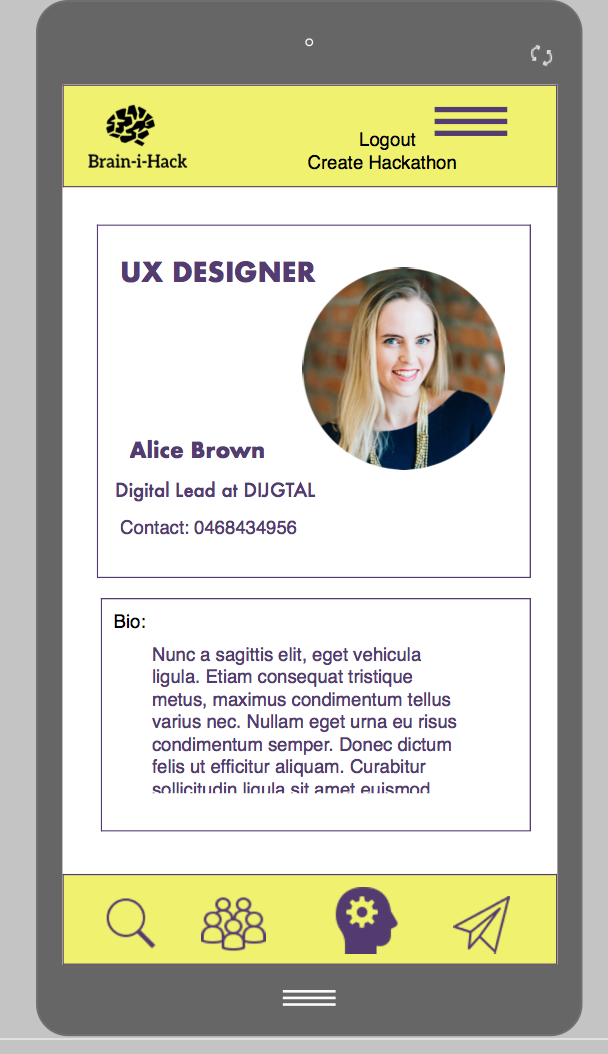 Brain-i-Hack
Logout
Create Hackathon
UX DESIGNER
Alice Brown
Digital Lead at DIJGTAL
Contact: 0468434956
Bio:
Nunc a sagittis elit, eget vehicula
ligula. Etiam consequat tristique
metus, maximus condimentum tellus
varius nec. Nullam eget urna eu risus
condimentum semper. Donec dictum
felis ut efficitur aliquam. Curabitur
sollicitudin ligula sit amet euismod